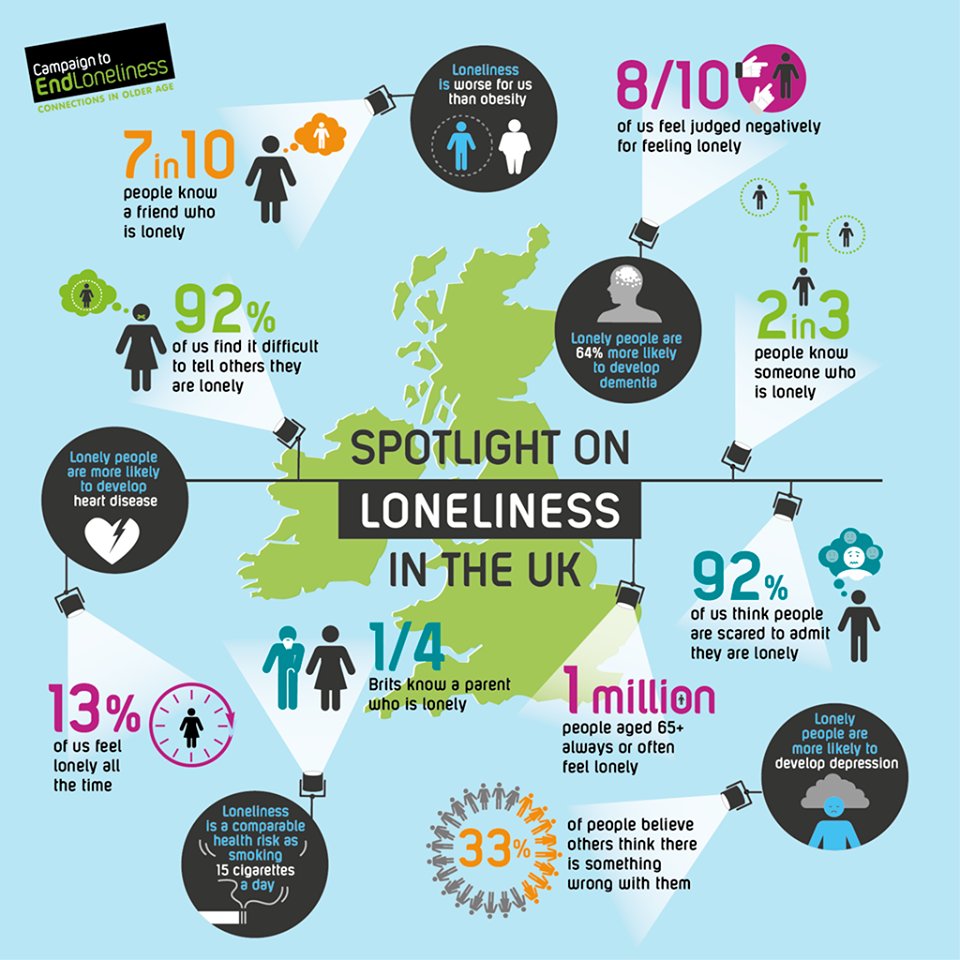 Campaign to
EndLoneliness
CONNECTIONS IN OLDER AGE
7in10
people know
a friend who
is lonely
Loneliness
is worse for us
than obesity
8/10
of us feel judged negatively
for feeling lonely
92%
of us find it difficult
to tell others they
are lonely
Lonely people are
64% more likely
to develop
dementia
2in3
people know
someone who
is lonely
Lonely people
are more likely
to develop
heart disease
SPOTLIGHT ON
LONELINESS
IN THE UK
92%
of us think people
are scared to admit
they are lonely
13%
of us feel
lonely all
the time
1/4
Brits know a parent
who is lonely
1 million
people aged 65+
always or often
feel lonely
Lonely
people are
more likely to
develop depression
Loneliness
is a comparable
health risk as
smoking
15 cigarettes
a day
33%
of people believe
others think there
is something
wrong with them